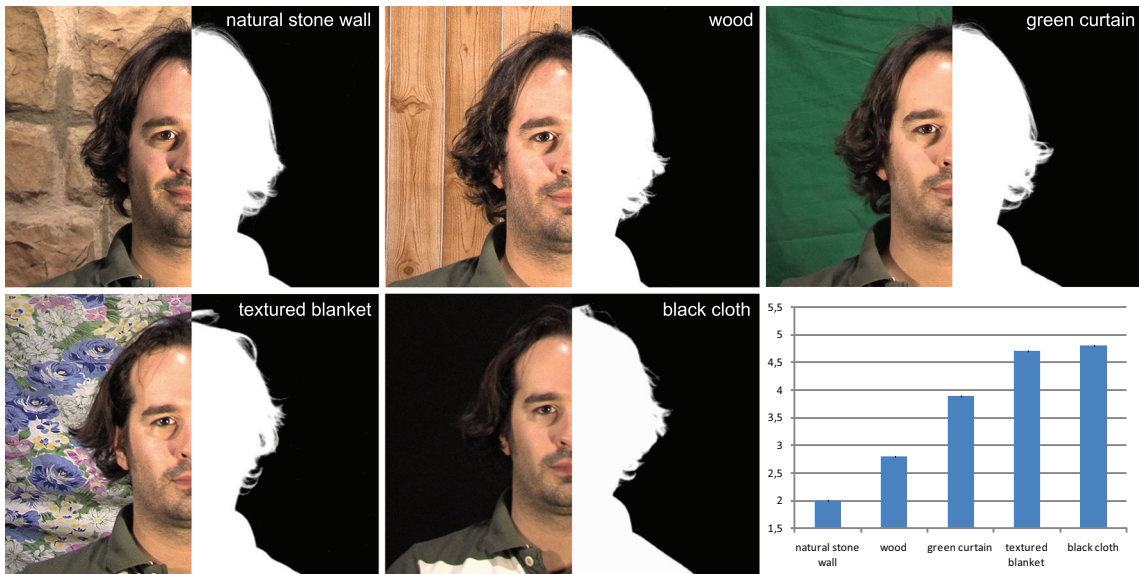 natural stone wall
wood
green curtain
textured blanket
black cloth
5,5
5
4,5
4
3,5
3
2,5
2
1,5
natural stone
wall
wood
green curtain
textured
blanket
black cloth